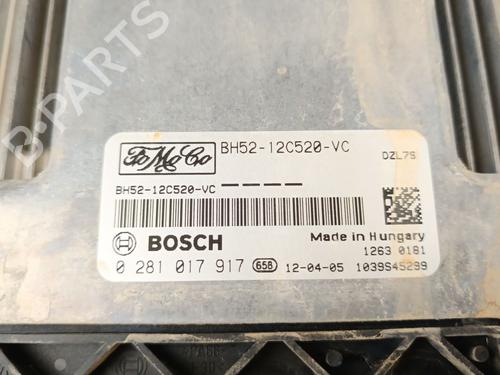 FoMoCo
BH52-12C520-VC
DZL7S
BH52-12C520-VC ————
BOSCH
Made in Hungary
1263 0181
0 281 017 917 658 12-04-05 1039S45299
B-PARTS